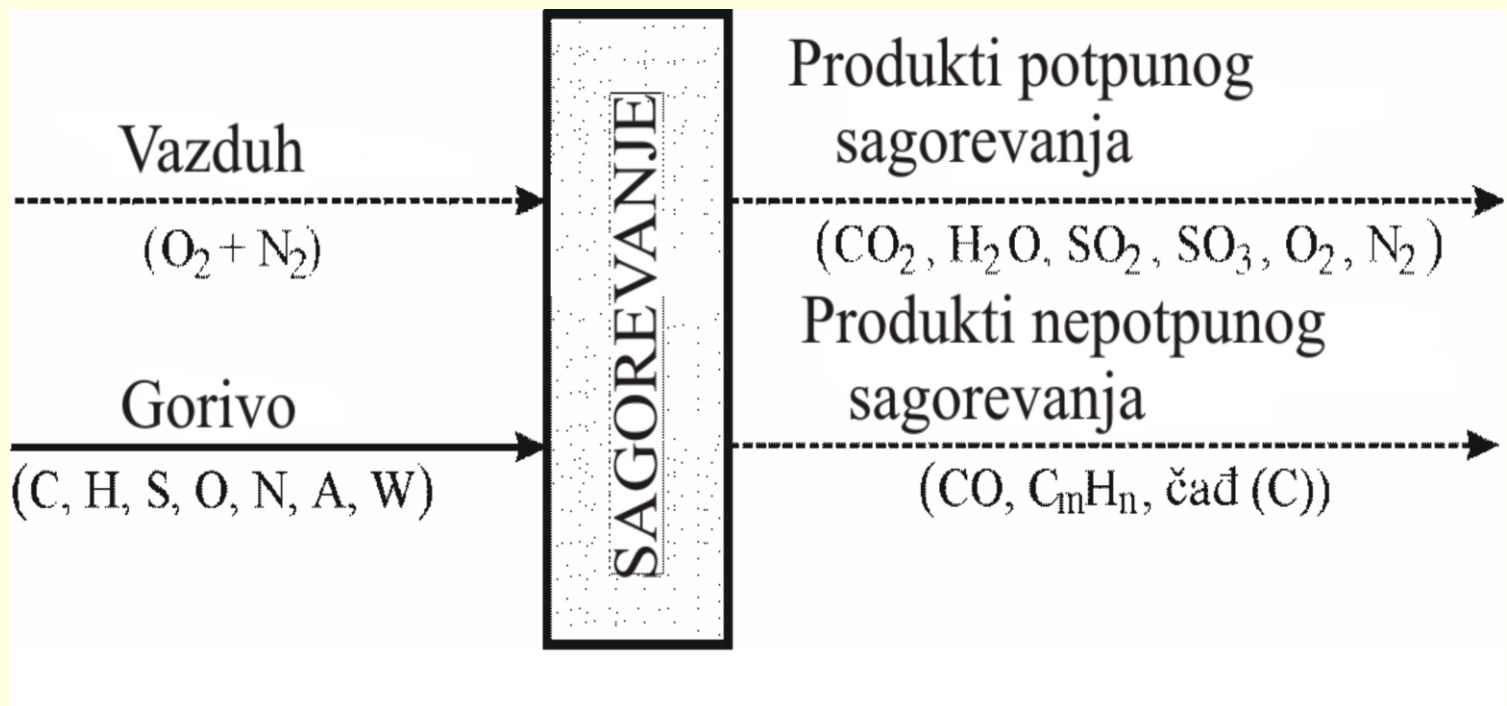 Vazduh
(O₂ + N₂)
Gorivo
(C, H, S, O, N, A, W)
SAGOREVANJE
Produkti potpunog
sagorevanja
(CO₂, H₂O, SO₂, SO₃, O₂, N₂)
Produkti nepotpunog
sagorevanja
(CO, CₘHₙ, čađ (C))